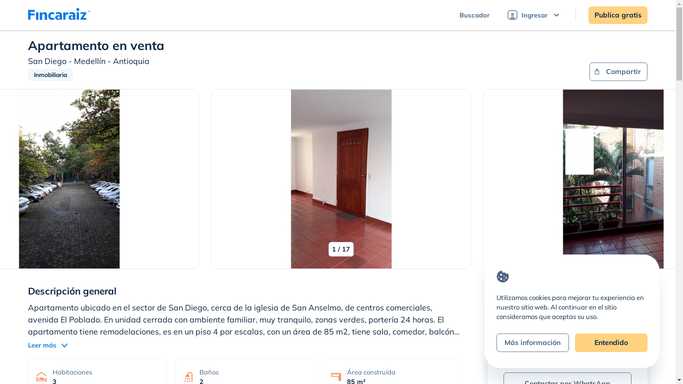 Fincaraiz
Buscador
Ingresar
Publica gratis
Apartamento en venta
San Diego - Medellín - Antioquia
Inmobiliaria
Compartir
1 / 17
Descripción general
Apartamento ubicado en el sector de San Diego, cerca de la iglesia de San Anselmo, de centros comerciales,
avenida El Poblado. En unidad cerrada con ambiente familiar, muy tranquilo, zonas verdes, portería 24 horas. El
apartamento tiene remodelaciones, es en un piso 4 por escalas, con un área de 85 m2, tiene sala, comedor, balcón...
Leer más
Habitaciones
3
Baños
2
Área construida
85 m²
Utilizamos cookies para mejorar tu experiencia en
nuestro sitio web. Al continuar en el sitio
consideramos que aceptas su uso.
Más información
Entendido
Contactar por WhatsApp